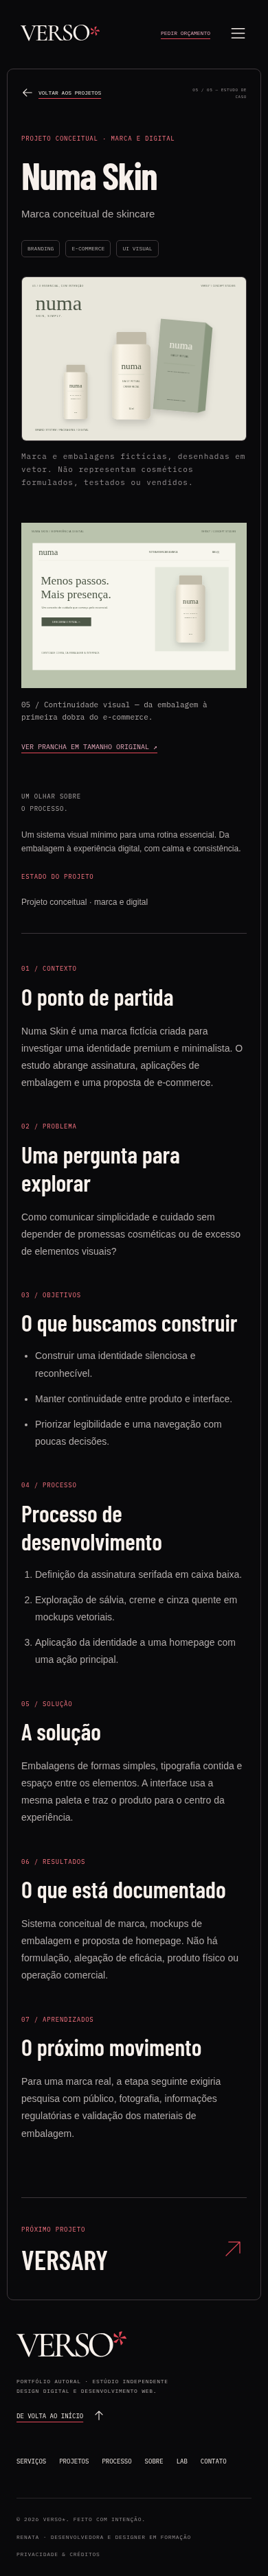 VERSO*
PEDIR ORÇAMENTO
VOLTAR AOS PROJETOS
05 / 05 — ESTUDO DE
CASO
PROJETO CONCEITUAL · MARCA E DIGITAL
Numa Skin
Marca conceitual de skincare
BRANDING
E-COMMERCE
UI VISUAL
numa
numa
numa
numa
Marca e embalagens fictícias, desenhadas em
vetor. Não representam cosméticos
formulados, testados ou vendidos.
numa
Menos passos.
Mais presença.
numa
05 / Continuidade visual — da embalagem à
primeira dobra do e-commerce.
VER PRANCHA EM TAMANHO ORIGINAL ↗
UM OLHAR SOBRE
O PROCESSO.
Um sistema visual mínimo para uma rotina essencial. Da
embalagem à experiência digital, com calma e consistência.
ESTADO DO PROJETO
Projeto conceitual · marca e digital
01 / CONTEXTO
O ponto de partida
Numa Skin é uma marca fictícia criada para
investigar uma identidade premium e minimalista. O
estudo abrange assinatura, aplicações de
embalagem e uma proposta de e-commerce.
02 / PROBLEMA
Uma pergunta para
explorar
Como comunicar simplicidade e cuidado sem
depender de promessas cosméticas ou de excesso
de elementos visuais?
03 / OBJETIVOS
O que buscamos construir
• Construir uma identidade silenciosa e
reconhecível.
• Manter continuidade entre produto e interface.
• Priorizar legibilidade e uma navegação com
poucas decisões.
04 / PROCESSO
Processo de
desenvolvimento
1. Definição da assinatura serifada em caixa baixa.
2. Exploração de sálvia, creme e cinza quente em
mockups vetoriais.
3. Aplicação da identidade a uma homepage com
uma ação principal.
05 / SOLUÇÃO
A solução
Embalagens de formas simples, tipografia contida e
espaço entre os elementos. A interface usa a
mesma paleta e traz o produto para o centro da
experiência.
06 / RESULTADOS
O que está documentado
Sistema conceitual de marca, mockups de
embalagem e proposta de homepage. Não há
formulação, alegação de eficácia, produto físico ou
operação comercial.
07 / APRENDIZADOS
O próximo movimento
Para uma marca real, a etapa seguinte exigiria
pesquisa com público, fotografia, informações
regulatórias e validação dos materiais de
embalagem.
PRÓXIMO PROJETO
VERSARY
VERSO*
PORTFÓLIO AUTORAL · ESTÚDIO INDEPENDENTE
DESIGN DIGITAL E DESENVOLVIMENTO WEB.
DE VOLTA AO INÍCIO ↑
SERVIÇOS PROJETOS PROCESSO SOBRE LAB CONTATO
© 2026 VERSO*. FEITO COM INTENÇÃO.
RENATA · DESENVOLVEDORA E DESIGNER EM FORMAÇÃO
PRIVACIDADE & CRÉDITOS